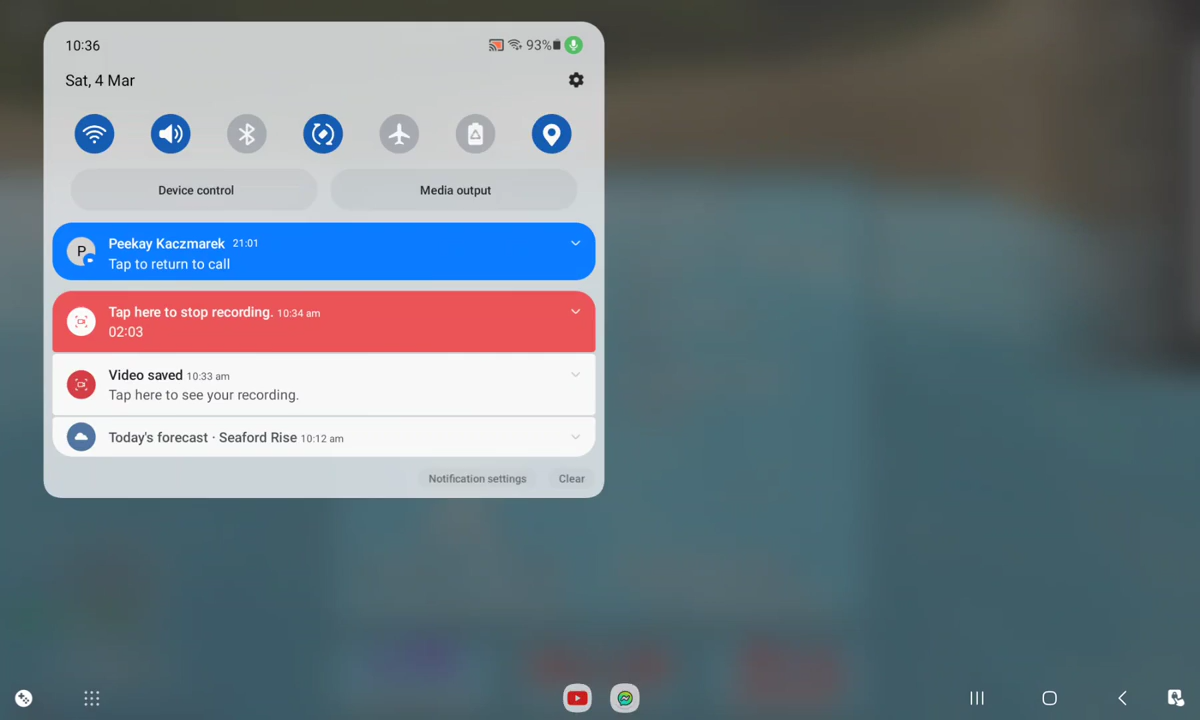 10:36
93%
Sat, 4 Mar
Device control
Media output
P
Peekay Kaczmarek 21:01
Tap to return to call
Tap here to stop recording. 10:34 am
02:03
Video saved 10:33 am
Tap here to see your recording.
Today's forecast · Seaford Rise 10:12 am
Notification settings
Clear